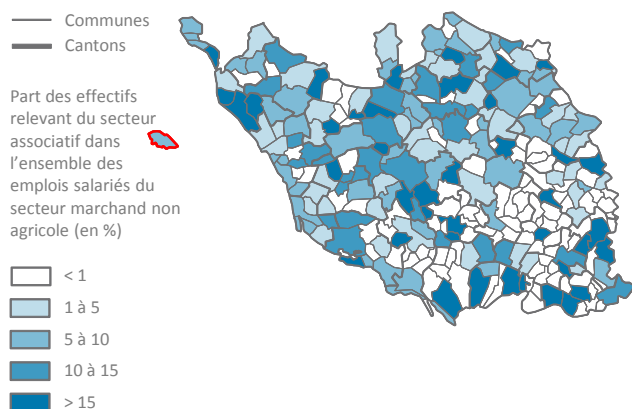 Communes
Cantons
Part des effectifs
relevant du secteur
associatif dans
l'ensemble des
emplois salariés du
secteur marchand non
agricole (en %)
< 1
1 à 5
5 à 10
10 à 15
> 15